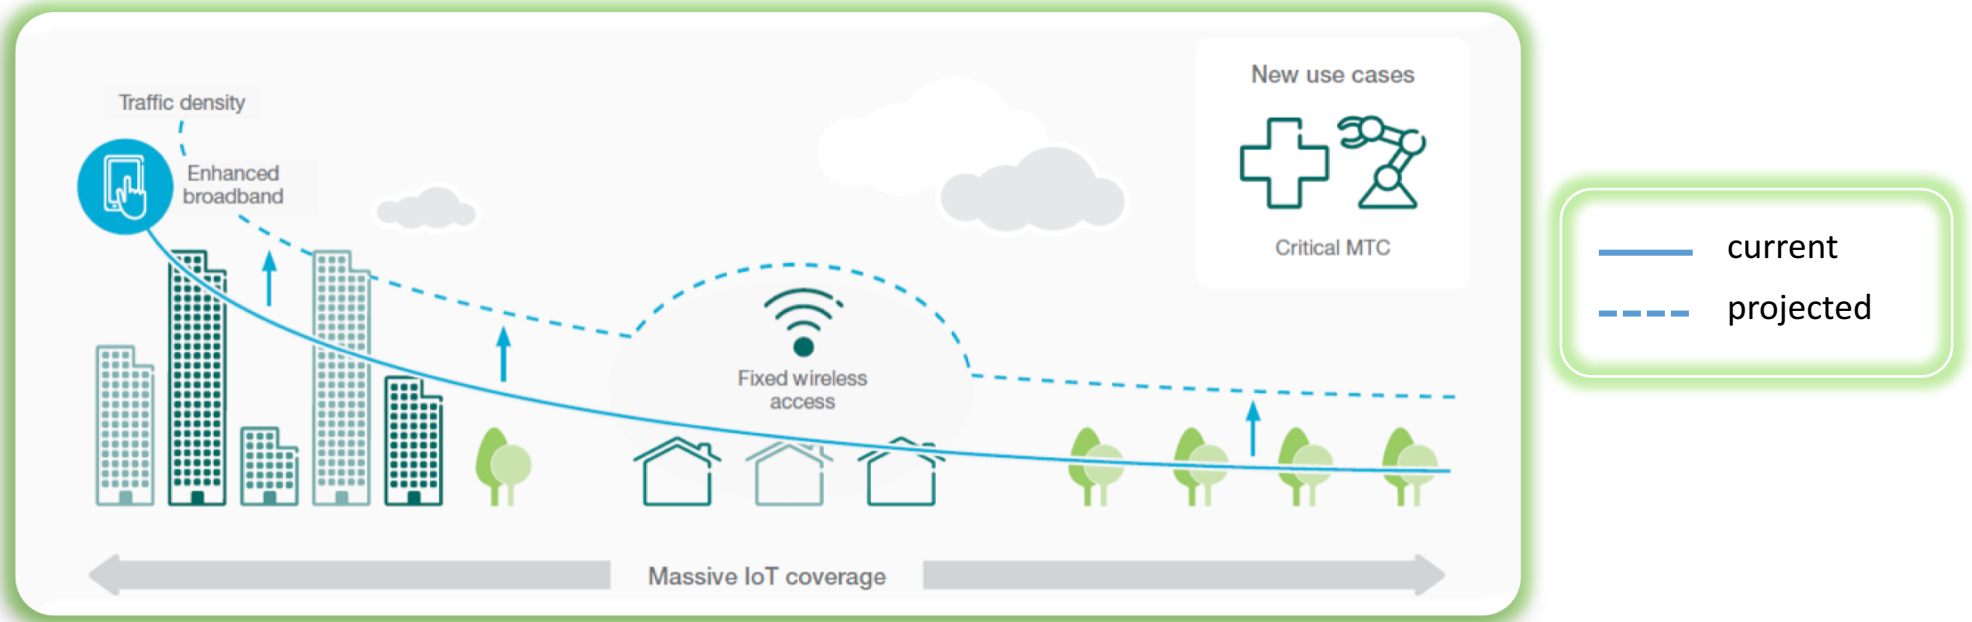 Traffic density
Enhanced
broadband
New use cases
Critical MTC
Fixed wireless
access
Massive IoT coverage
current
projected